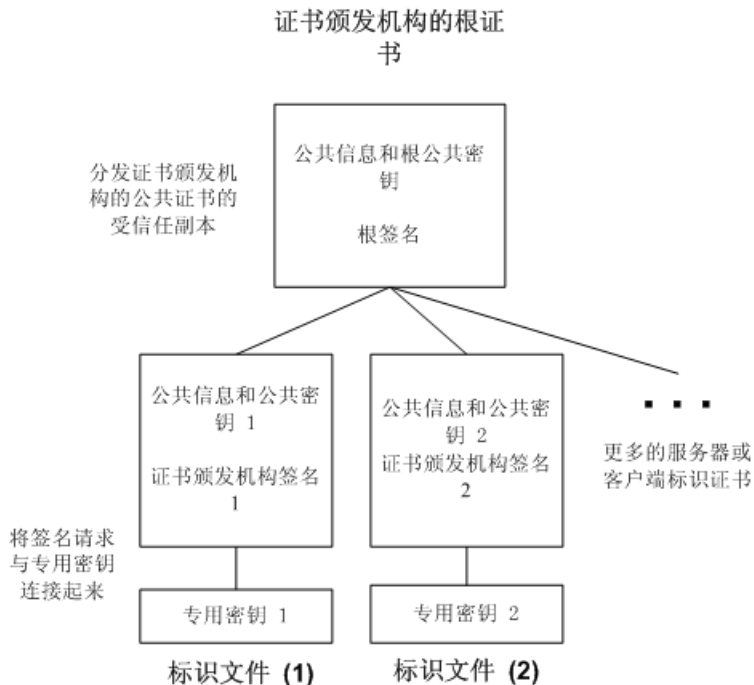 证书颁发机构的根证
书
公共信息和根公共密
钥
根签名
分发证书颁发机
构的公共证书的
受信任副本
公共信息和公共密
钥 1
证书颁发机构签名
1
公共信息和公共密
钥 2
证书颁发机构签名
2
...
更多的服务器或
客户端标识证书
将签名请求
与专用密钥
连接起来
专用密钥 1
专用密钥 2
标识文件 (1)
标识文件 (2)